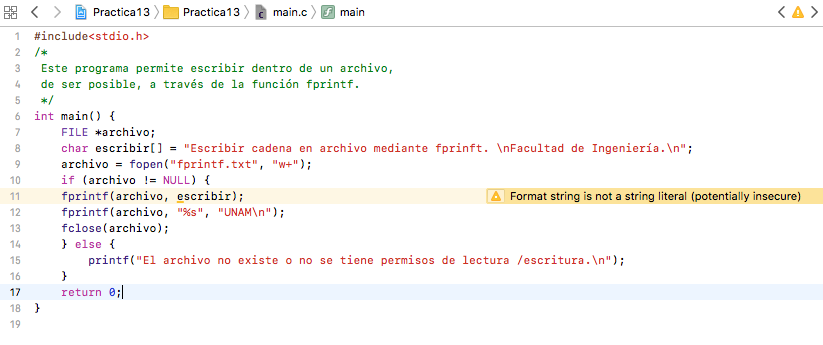 Practica13 Practica13 main.c main
1 #include<stdio.h>
2 /*
3 Este programa permite escribir dentro de un archivo,
4 de ser posible, a través de la función fprintf.
5 */
6 int main() {
7 FILE *archivo;
8 char escribir[] = "Escribir cadena en archivo mediante fprinft. \nFacultad de Ingeniería.\n";
9 archivo = fopen("fprintf.txt", "w+");
10 if (archivo != NULL) {
11 fprintf(archivo, escribir); Format string is not a string literal (potentially insecure)
12 fprintf(archivo, "%s", "UNAM\n");
13 fclose(archivo);
14 } else {
15 printf("El archivo no existe o no se tiene permisos de lectura /escritura.\n");
16 }
17 return 0;
18 }
19